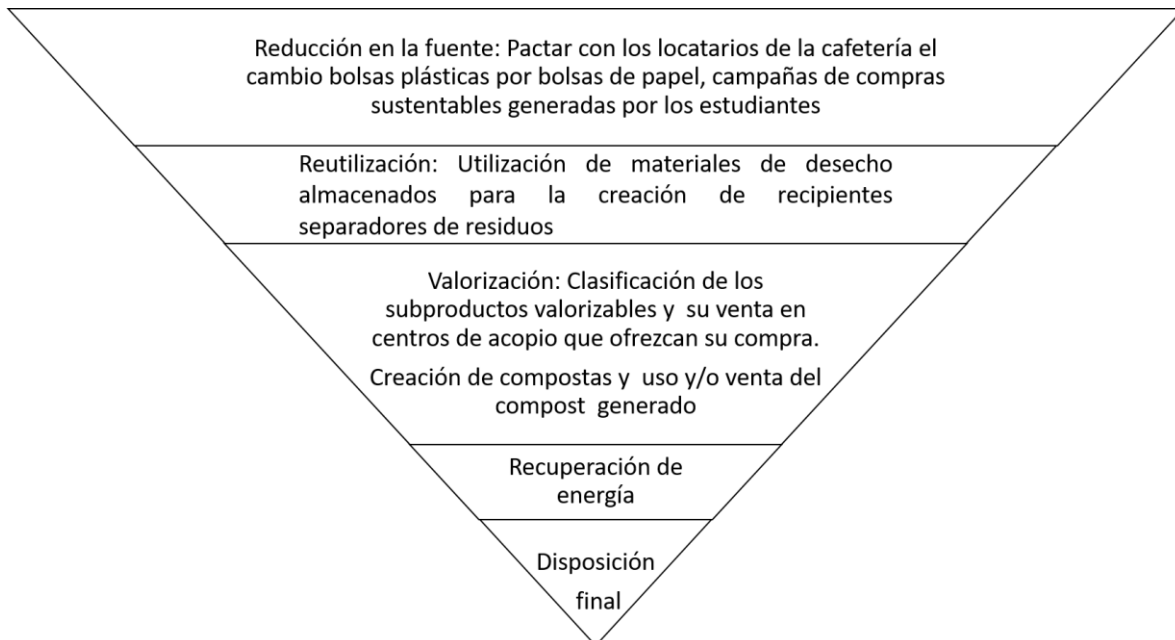 Reducción en la fuente: Pactar con los locatarios de la cafetería el
cambio bolsas plásticas por bolsas de papel, campañas de compras
sustentables generadas por los estudiantes
Reutilización: Utilización de materiales de desecho
almacenados para la creación de recipientes
separadores de residuos
Valorización: Clasificación de los
subproductos valorizables y su venta en
centros de acopio que ofrezcan su compra.
Creación de compostas y uso y/o venta del
compost generado
Recuperación de
energía
Disposición
final